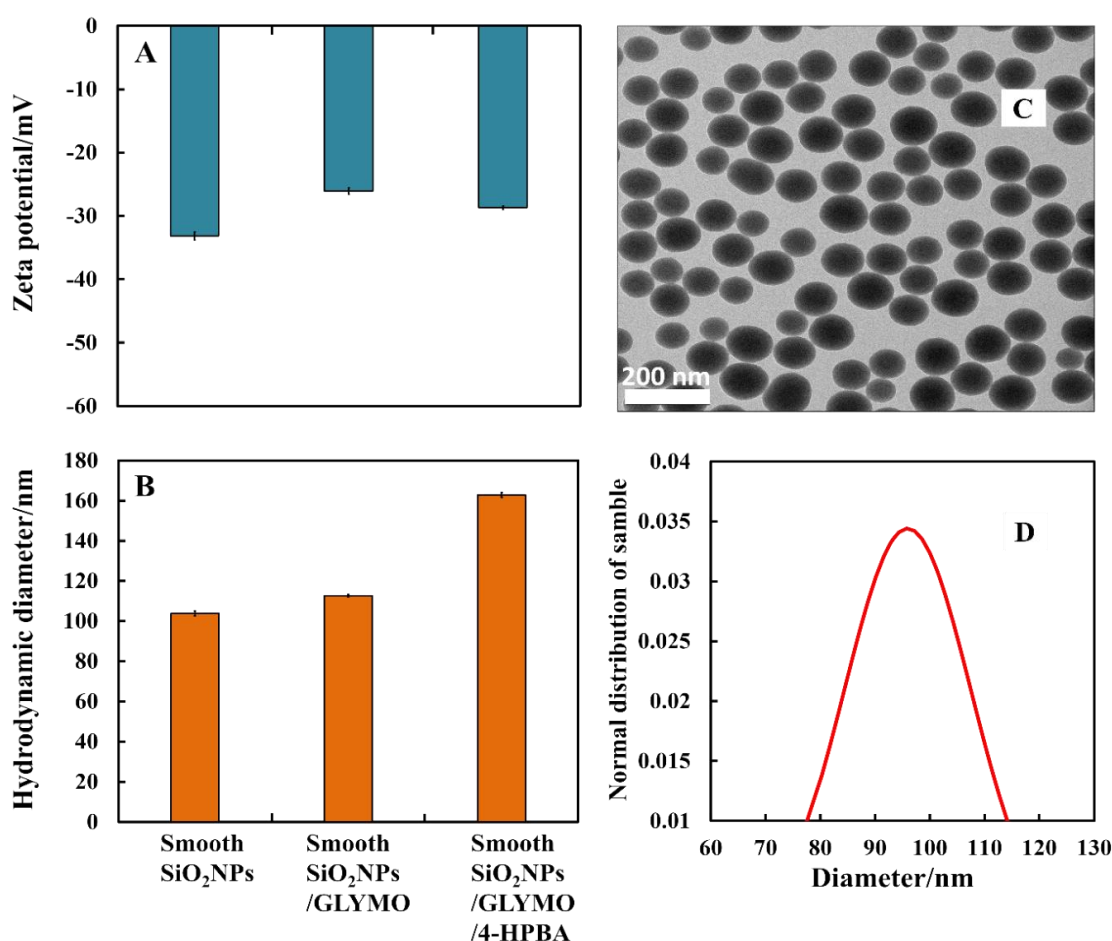 A
Zeta potential/mV
0
-10
-20
-30
-40
-50
-60
C
200 nm
B
Hydrodynamic diameter/nm
180
160
140
120
100
80
60
40
20
0
Smooth
SiO₂NPs
Smooth
SiO₂NPs
/GLYMO
Smooth
SiO₂NPs
/GLYMO
/4-HPBA
D
Normal distribution of samble
0.04
0.035
0.03
0.025
0.02
0.015
0.01
60 70 80 90 100 110 120 130
Diameter/nm